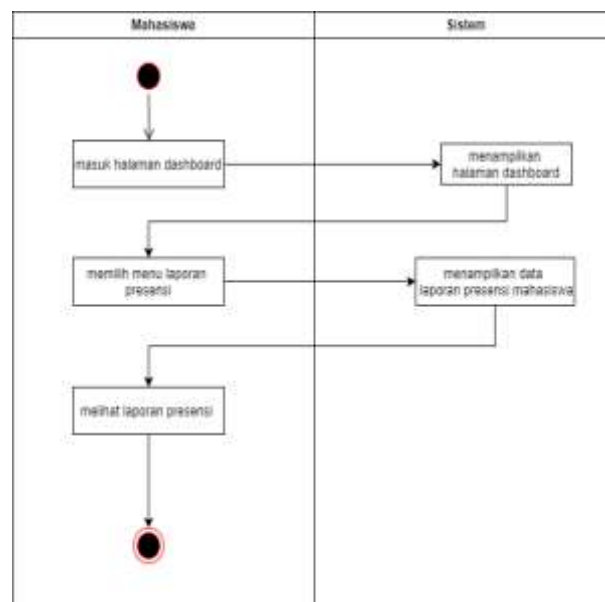 Mahasiswa
Sistem
masuk halaman dashboard
menampilkan
halaman dashboard
memilih menu laporan
presensi
menampilkan data
laporan presensi mahasiswa
melihat laporan presensi